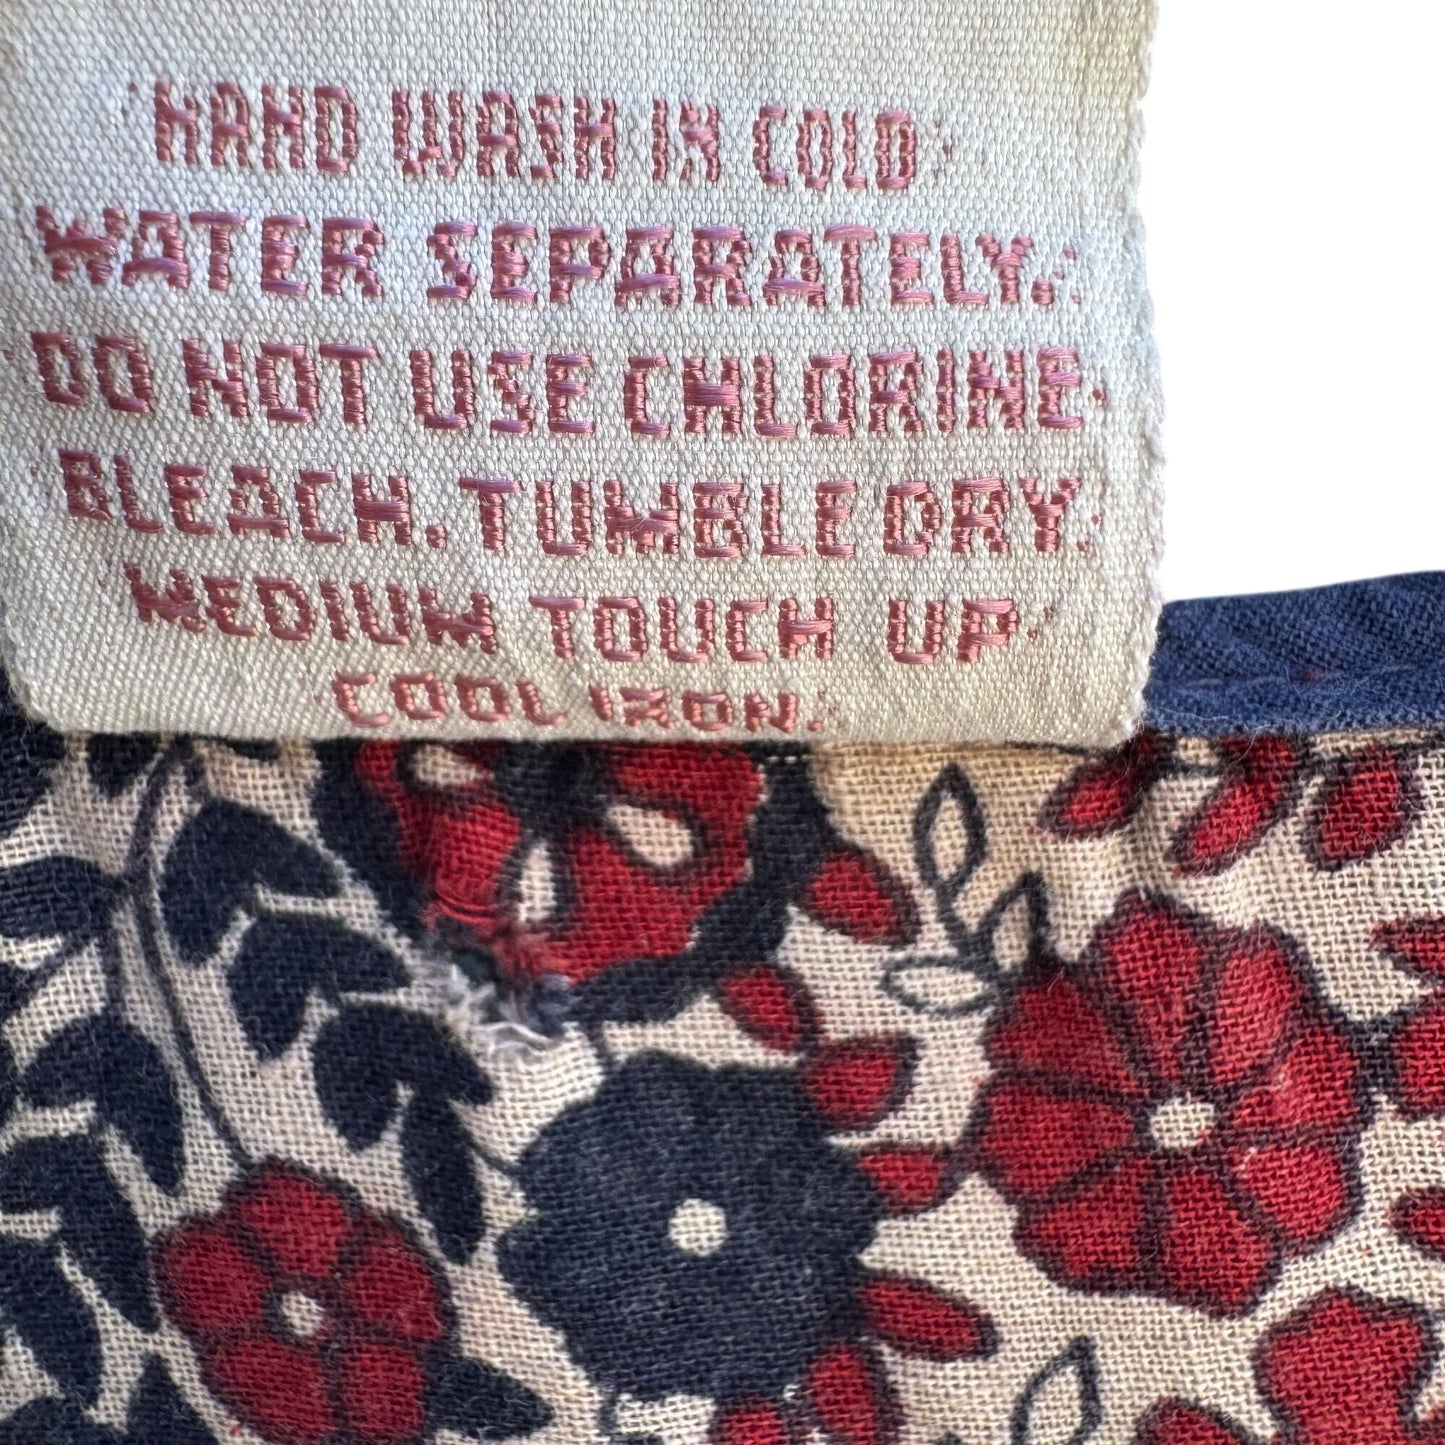 HAND WASH IN COLD
WATER SEPARATELY.
DO NOT USE CHLORINE
BLEACH. TUMBLE DRY
MEDIUM TOUCH UP
COOL IRON.